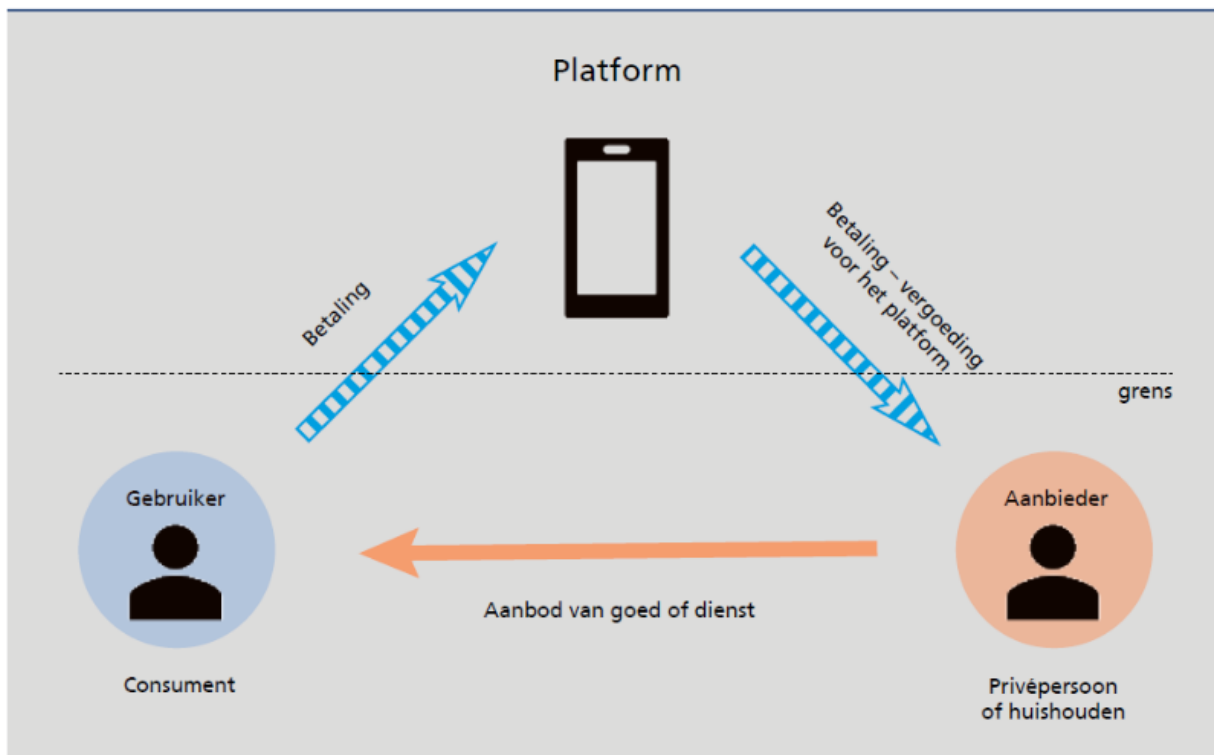 Platform
Betaling
Betaling – vergoeding
voor het platform
grens
Gebruiker
Aanbieder
Aanbod van goed of dienst
Consument
Privépersoon
of huishouden